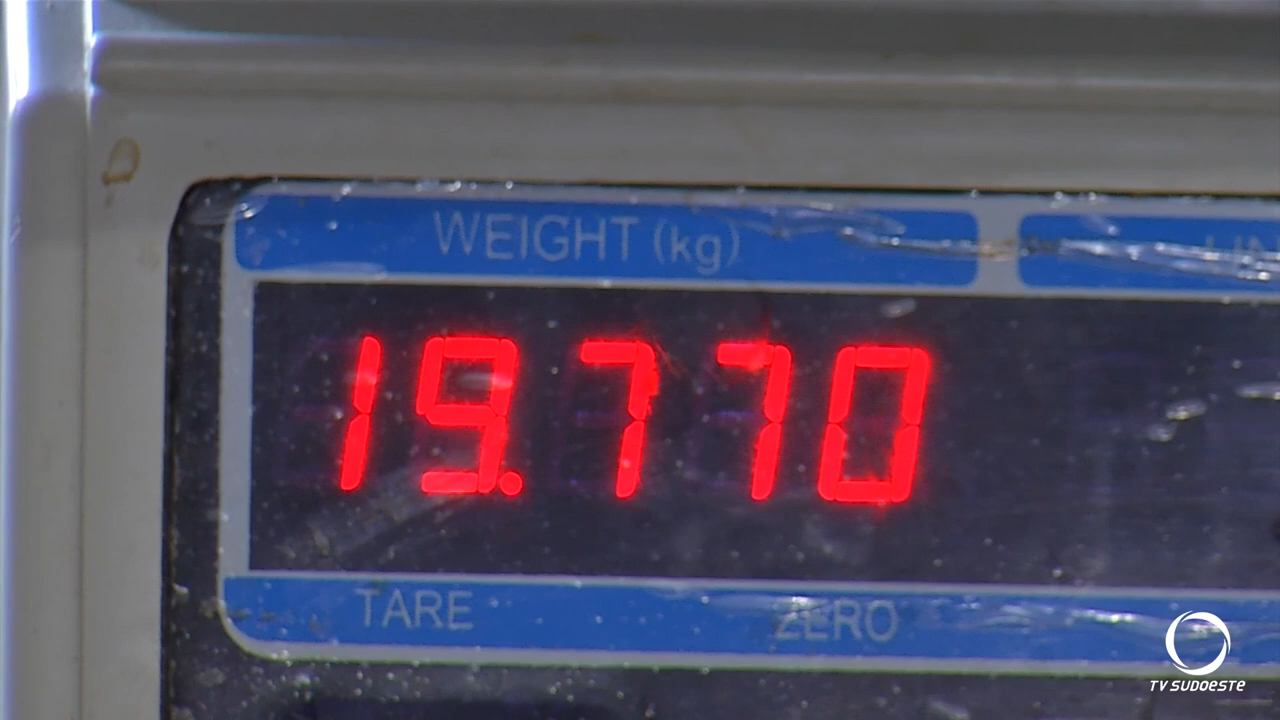 WEIGHT (kg)
19.770
TARE
ZERO
TV SUDOESTE